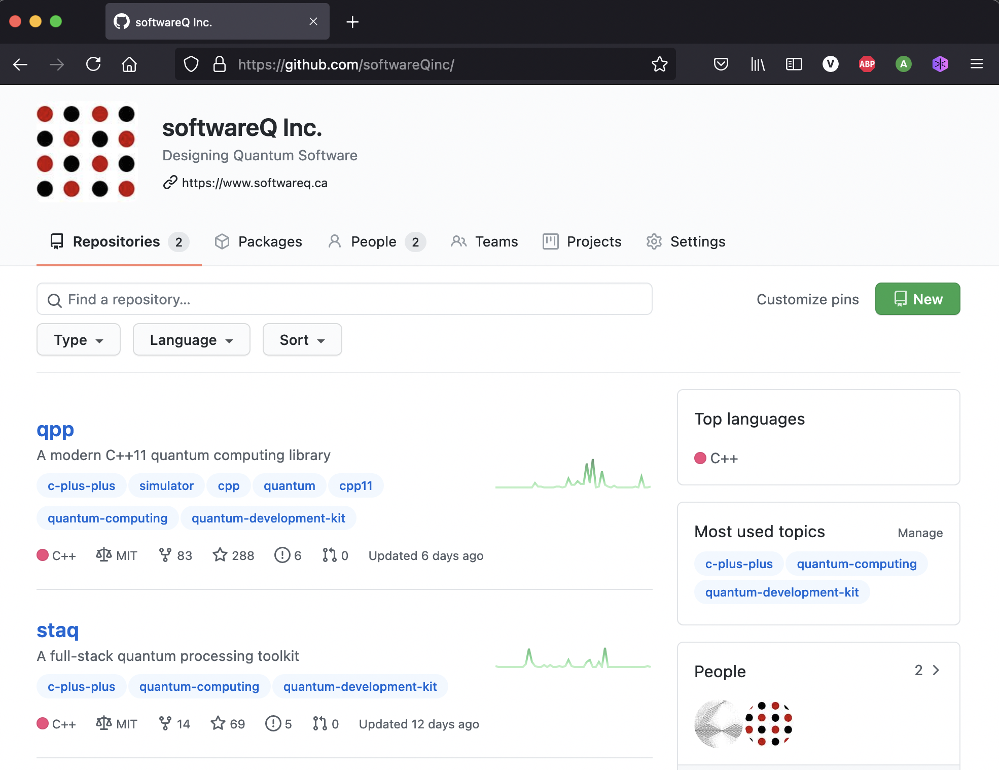 softwareQ Inc.
https://github.com/softwareQinc/
V
ABP
A
softwareQ Inc.
Designing Quantum Software
https://www.softwareq.ca
Repositories 2 Packages People 2 Teams Projects Settings
Find a repository... Customize pins New
Type Language Sort
qpp
A modern C++11 quantum computing library
c-plus-plus simulator cpp quantum cpp11
quantum-computing quantum-development-kit
C++ MIT 83 288 6 0 Updated 6 days ago
staq
A full-stack quantum processing toolkit
c-plus-plus quantum-computing quantum-development-kit
C++ MIT 14 69 5 0 Updated 12 days ago
Top languages
C++
Most used topics Manage
c-plus-plus quantum-computing
quantum-development-kit
People 2